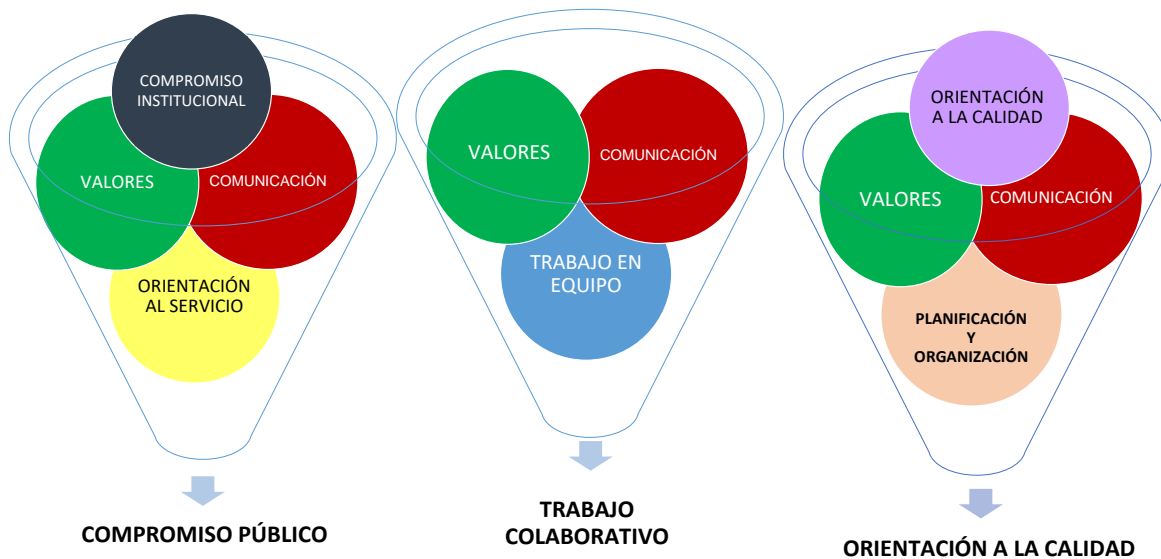 COMPROMISO
INSTITUCIONAL
VALORES
COMUNICACIÓN
ORIENTACIÓN
AL SERVICIO
COMPROMISO PÚBLICO
VALORES
COMUNICACIÓN
TRABAJO EN
EQUIPO
TRABAJO
COLABORATIVO
ORIENTACIÓN
A LA CALIDAD
VALORES
COMUNICACIÓN
PLANIFICACIÓN
Y
ORGANIZACIÓN
ORIENTACIÓN A LA CALIDAD